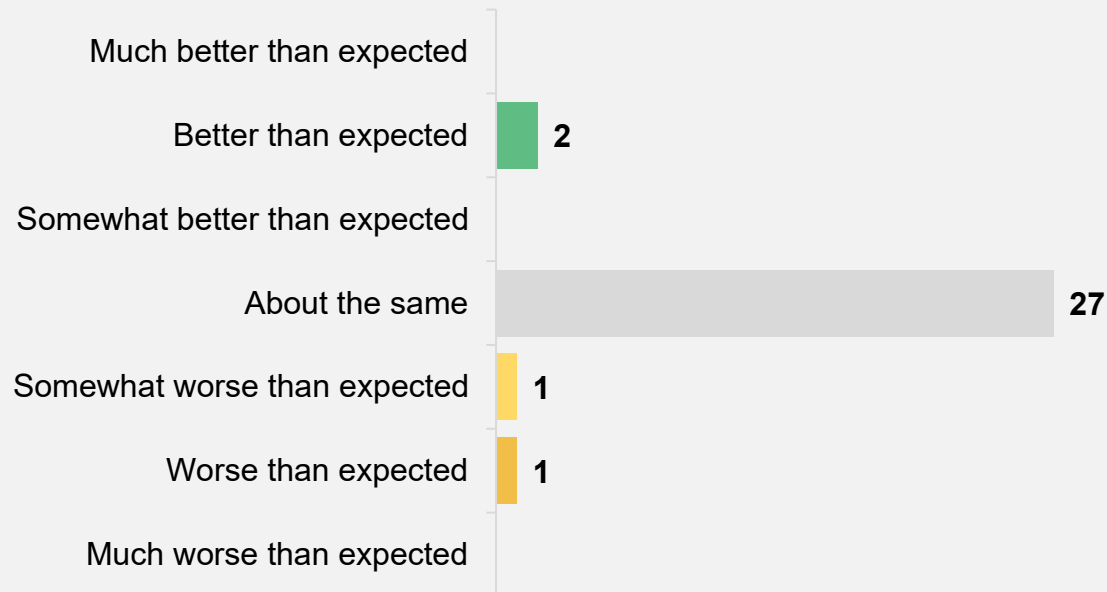 Much better than expected
Better than expected 2
Somewhat better than expected
About the same 27
Somewhat worse than expected 1
Worse than expected 1
Much worse than expected